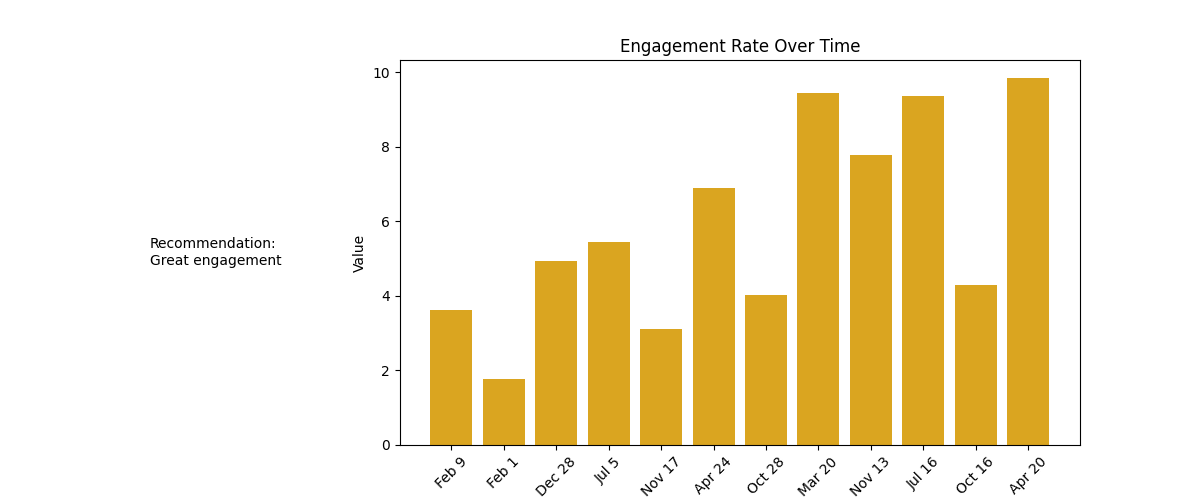 Engagement Rate Over Time
Recommendation:
Great engagement
Value
10
8
6
4
2
0
Feb 9
Feb 1
Dec 28
Jul 5
Nov 17
Apr 24
Oct 28
Mar 20
Nov 13
Jul 16
Oct 16
Apr 20